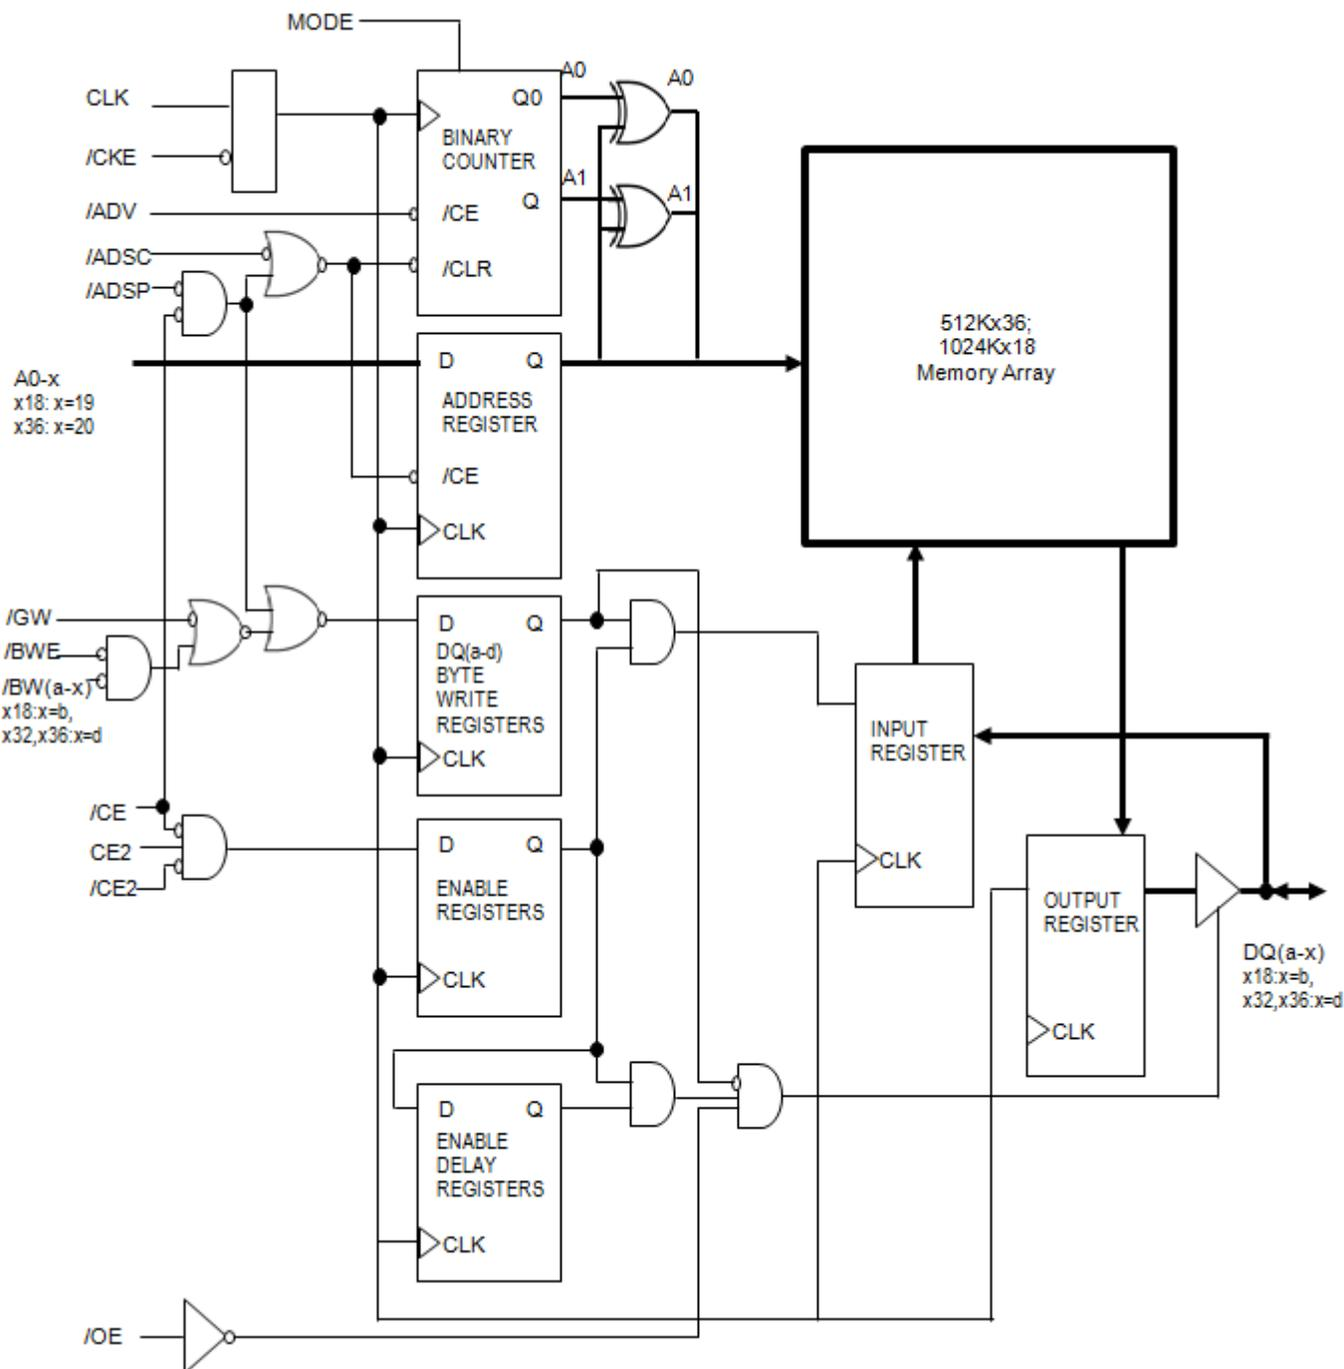 MODE
CLK
/CKE
/ADV
/ADSC
/ADSP
Q0
BINARY
COUNTER
Q
/CE
/CLR
A0
A0
A1
A1
512Kx36;
1024Kx18
Memory Array
A0-x
x18: x=19
x36: x=20
D Q
ADDRESS
REGISTER
/CE
CLK
/GW
/BWE
/BW(a-x)
x18:x=b,
x32,x36:x=d
D Q
DQ(a-d)
BYTE
WRITE
REGISTERS
CLK
INPUT
REGISTER
CLK
/CE
CE2
/CE2
D Q
ENABLE
REGISTERS
CLK
OUTPUT
REGISTER
CLK
DQ(a-x)
x18:x=b,
x32,x36:x=d
D Q
ENABLE
DELAY
REGISTERS
CLK
/OE